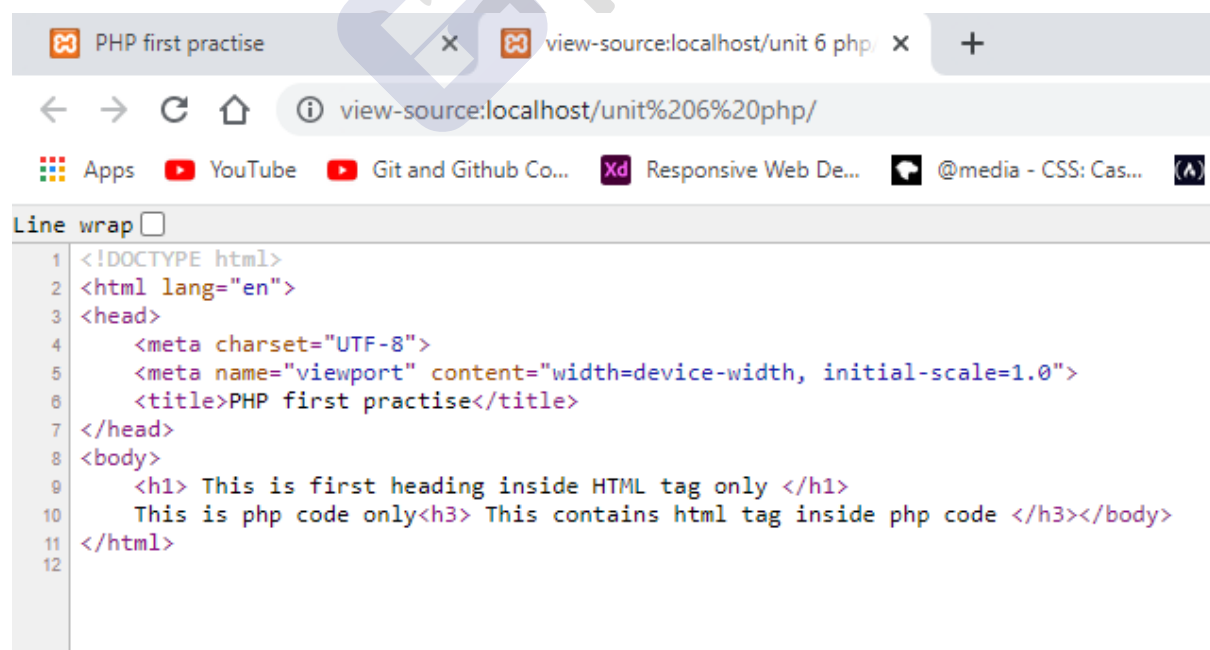 PHP first practise
view-source:localhost/unit 6 php/
view-source:localhost/unit%206%20php/
Apps YouTube Git and Github Co... Responsive Web De... @media - CSS: Cas...
Line wrap
1 <!DOCTYPE html>
2 <html lang="en">
3 <head>
4     <meta charset="UTF-8">
5     <meta name="viewport" content="width=device-width, initial-scale=1.0">
6     <title>PHP first practise</title>
7 </head>
8 <body>
9     <h1> This is first heading inside HTML tag only </h1>
10     This is php code only<h3> This contains html tag inside php code </h3></body>
11 </html>
12